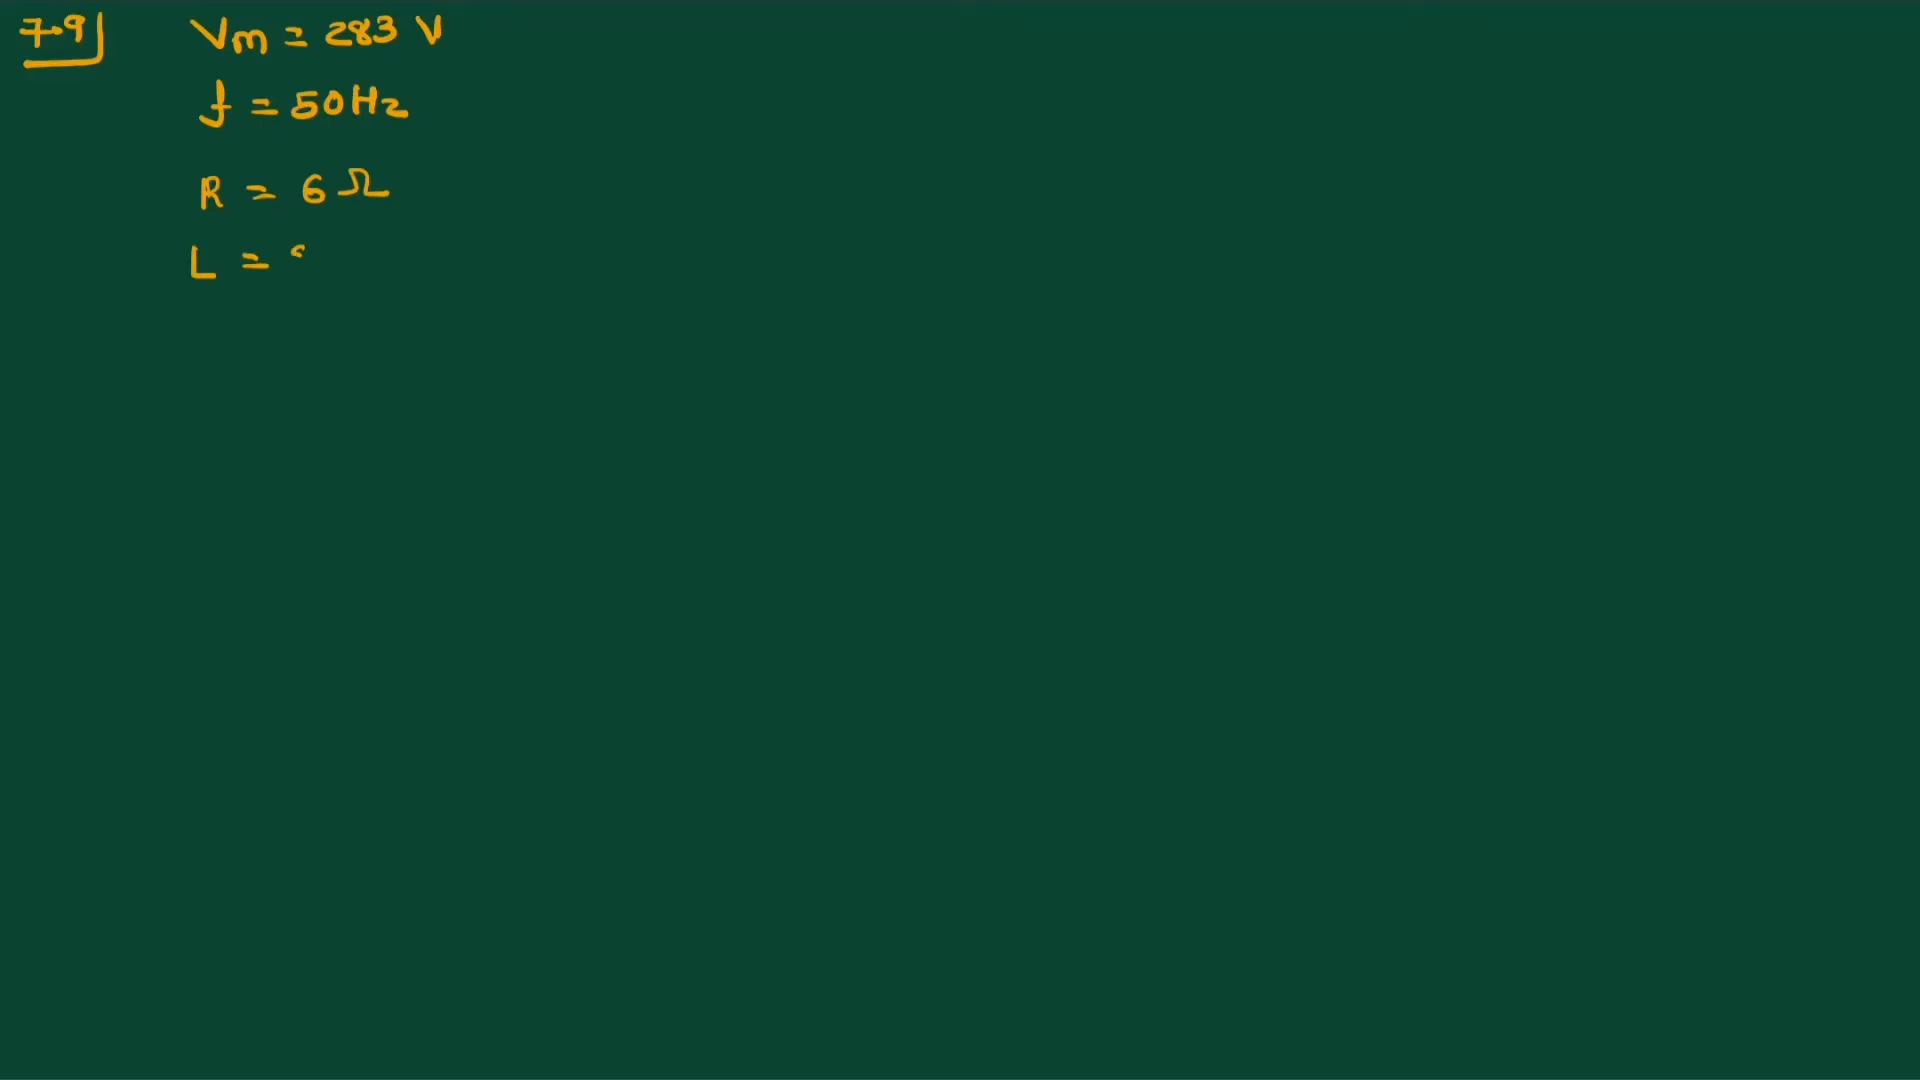 7.9 Vm = 283 V
f = 50Hz
R = 6 Ω
L =